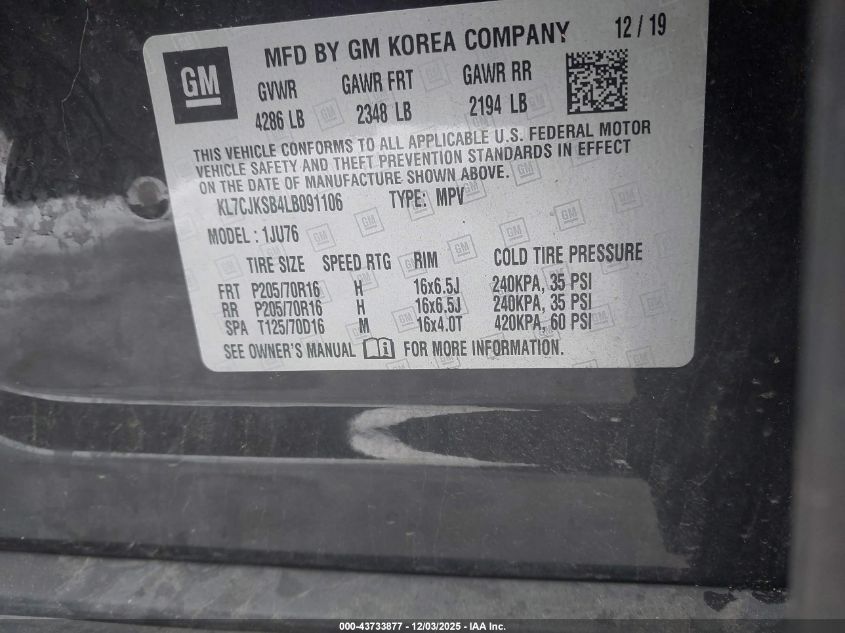 MFD BY GM KOREA COMPANY 12 / 19
GM
GVWR GAWR FRT GAWR RR
4286 LB 2348 LB 2194 LB
THIS VEHICLE CONFORMS TO ALL APPLICABLE U.S. FEDERAL MOTOR
VEHICLE SAFETY AND THEFT PREVENTION STANDARDS IN EFFECT
ON THE DATE OF MANUFACTURE SHOWN ABOVE.
KL7CJKSB4LB091106 TYPE: MPV
MODEL : 1JU76
TIRE SIZE SPEED RTG RIM COLD TIRE PRESSURE
FRT P205/70R16 H 16x6.5J 240KPA, 35 PSI
RR P205/70R16 H 16x6.5J 240KPA, 35 PSI
SPA T125/70D16 M 16x4.0T 420KPA, 60 PSI
SEE OWNER'S MANUAL FOR MORE INFORMATION.
000-43733877 - 12/03/2025 - IAA Inc.